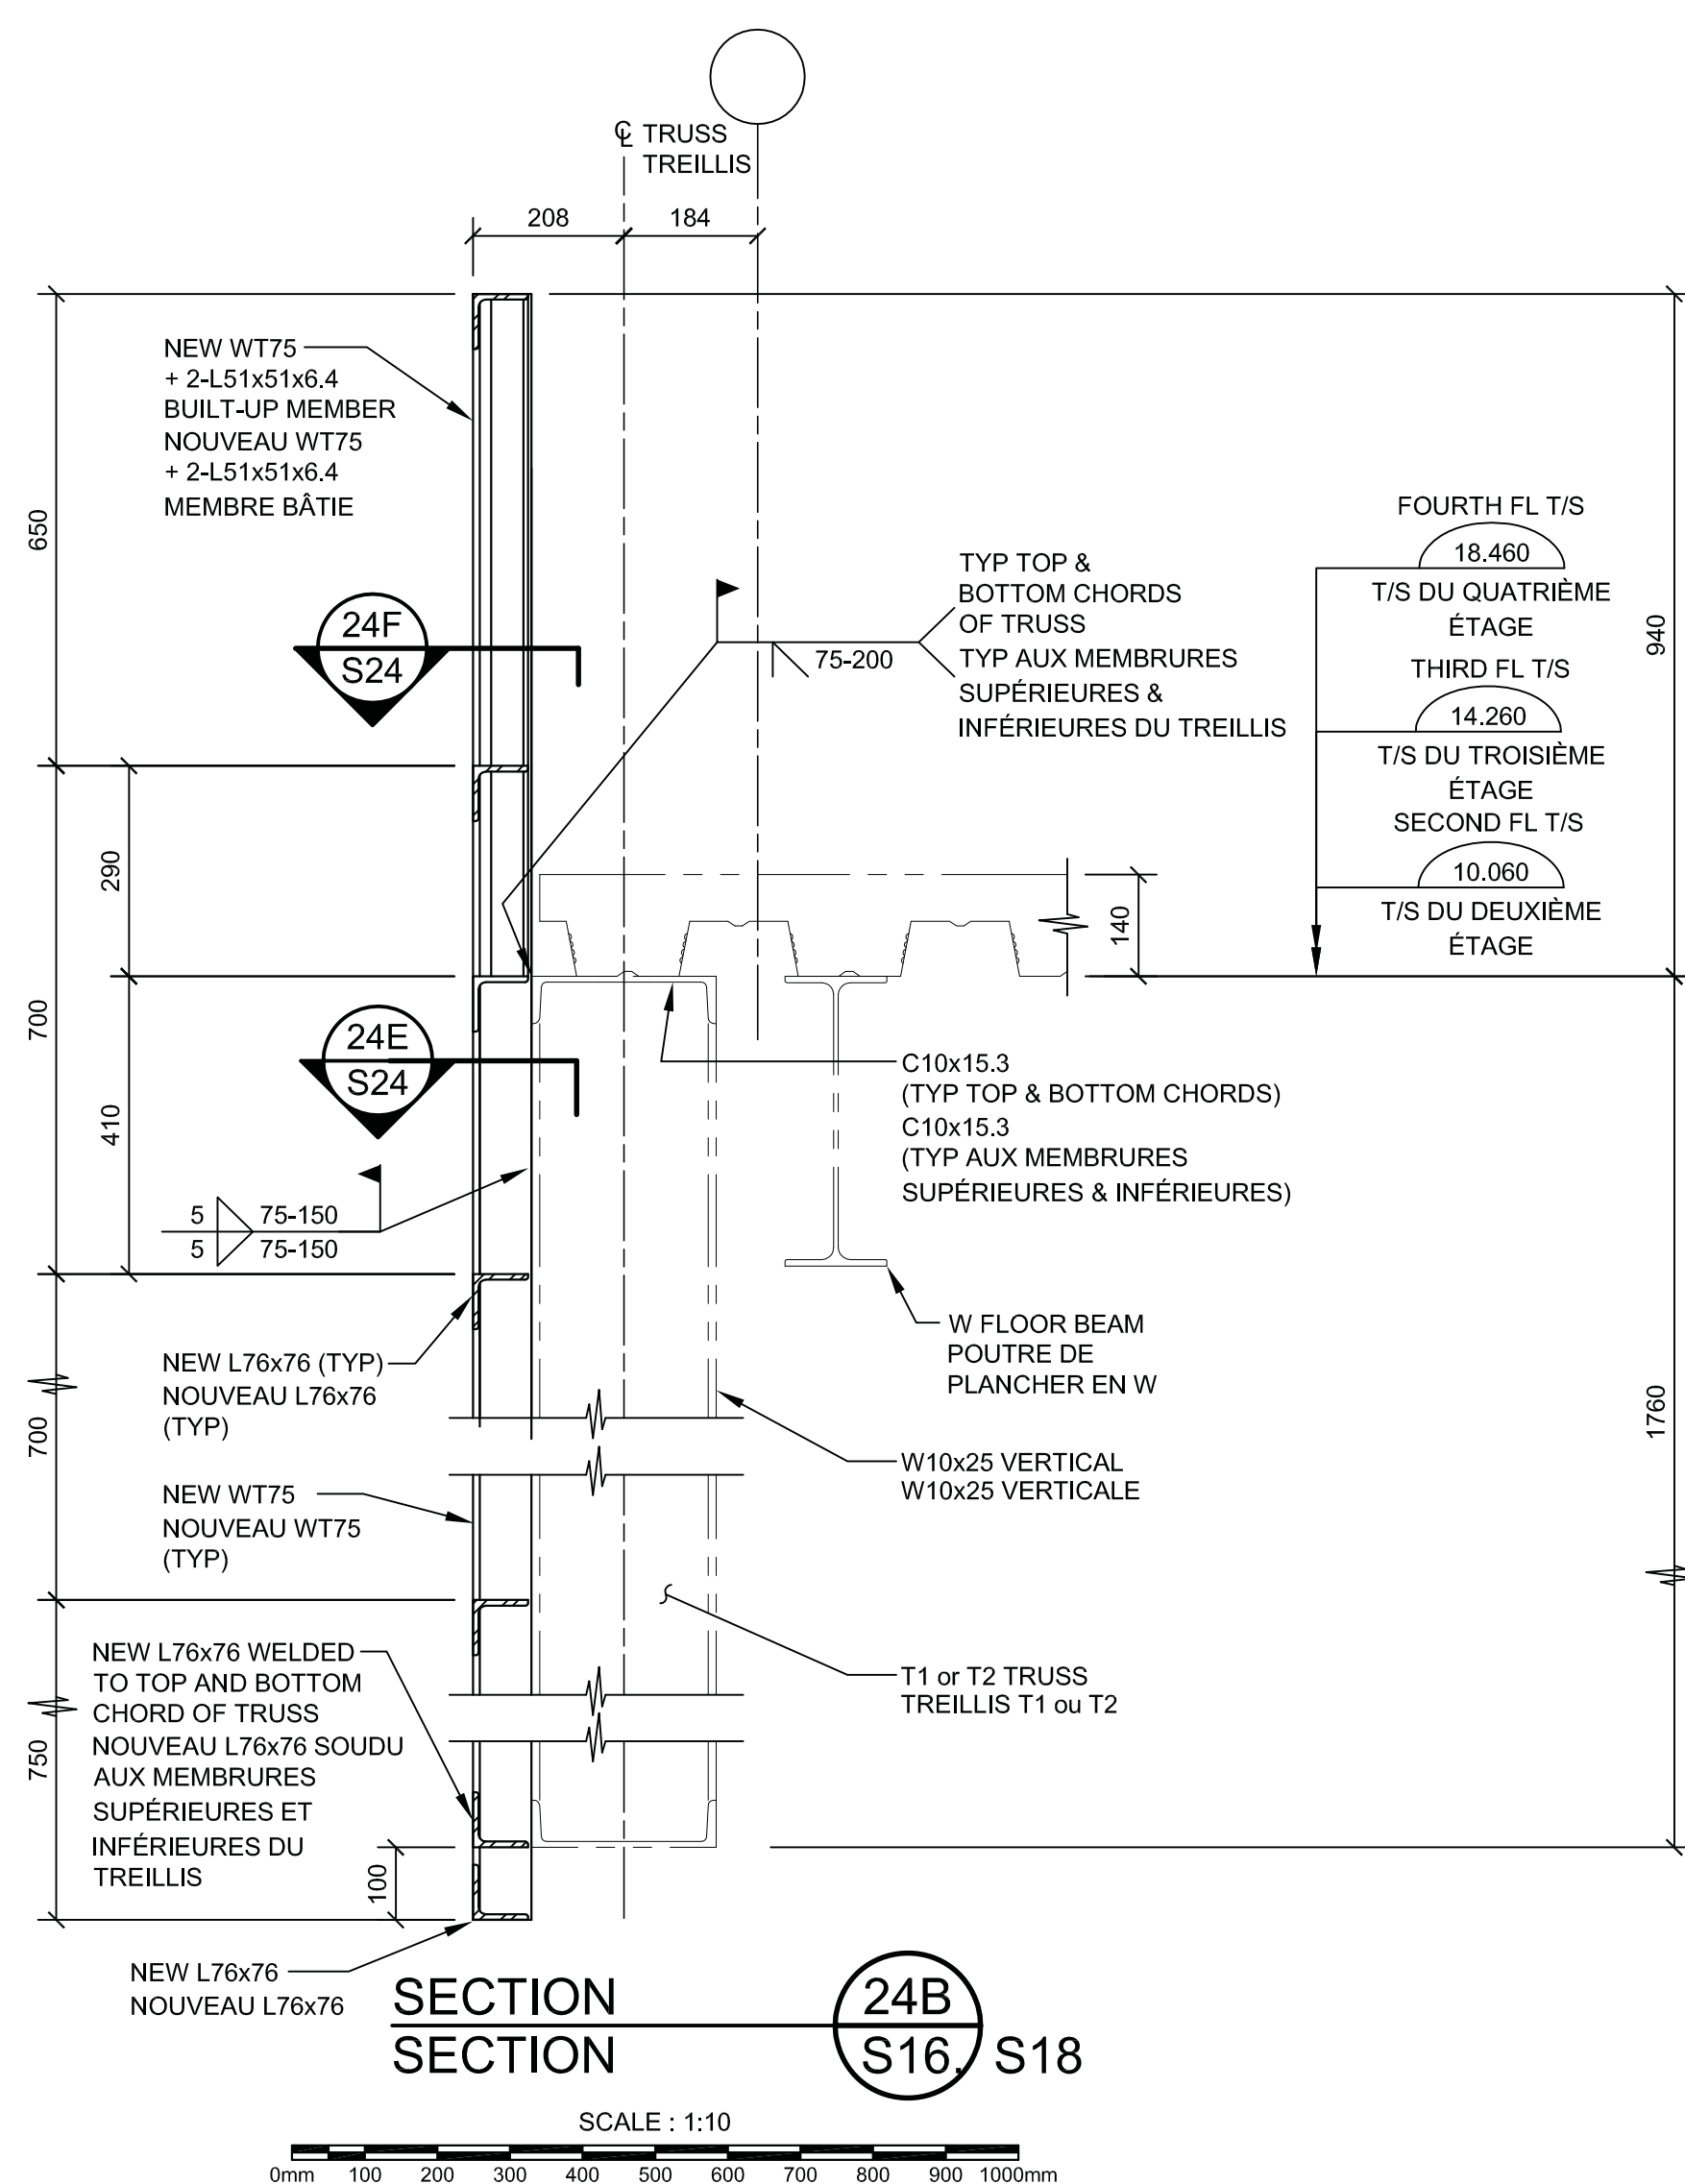 ℄ TRUSS
TREILLIS
208
184
NEW WT75
+ 2-L51x51x6.4
BUILT-UP MEMBER
NOUVEAU WT75
+ 2-L51x51x6.4
MEMBRE BÂTIE
650
24F
S24
TYP TOP &
BOTTOM CHORDS
OF TRUSS
TYP AUX MEMBRURES
SUPÉRIEURES &
INFÉRIEURES DU TREILLIS
75-200
FOURTH FL T/S
18.460
T/S DU QUATRIÈME
ÉTAGE
THIRD FL T/S
14.260
T/S DU TROISIÈME
ÉTAGE
SECOND FL T/S
10.060
T/S DU DEUXIÈME
ÉTAGE
940
290
140
700
24E
S24
410
C10x15.3
(TYP TOP & BOTTOM CHORDS)
C10x15.3
(TYP AUX MEMBRURES
SUPÉRIEURES & INFÉRIEURES)
5 75-150
5 75-150
W FLOOR BEAM
POUTRE DE
PLANCHER EN W
NEW L76x76 (TYP)
NOUVEAU L76x76
(TYP)
700
1760
W10x25 VERTICAL
W10x25 VERTICALE
NEW WT75
NOUVEAU WT75
(TYP)
NEW L76x76 WELDED
TO TOP AND BOTTOM
CHORD OF TRUSS
NOUVEAU L76x76 SOUDU
AUX MEMBRURES
SUPÉRIEURES ET
INFÉRIEURES DU
TREILLIS
T1 or T2 TRUSS
TREILLIS T1 ou T2
750
100
NEW L76x76
NOUVEAU L76x76
SECTION
SECTION
24B
S16, S18
SCALE : 1:10
0mm 100 200 300 400 500 600 700 800 900 1000mm